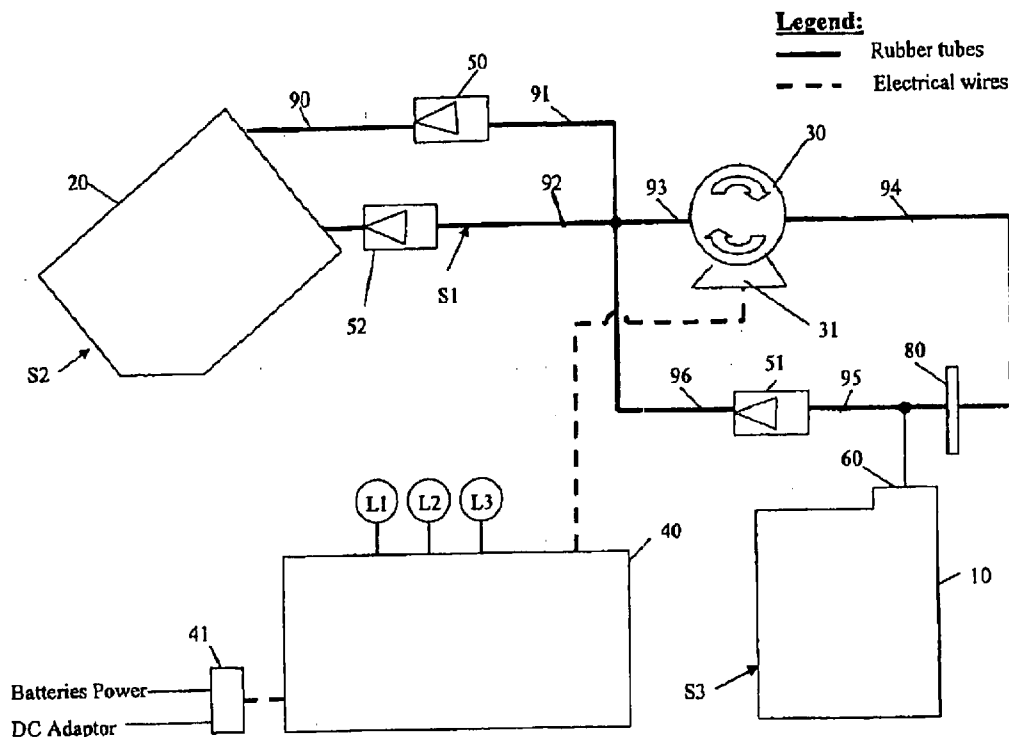 Legend:
Rubber tubes
Electrical wires
50
90
91
30
20
92
93
94
S1
52
31
S2
51
80
96
95
60
L1 L2 L3
40
10
41
S3
Batteries Power
DC Adaptor